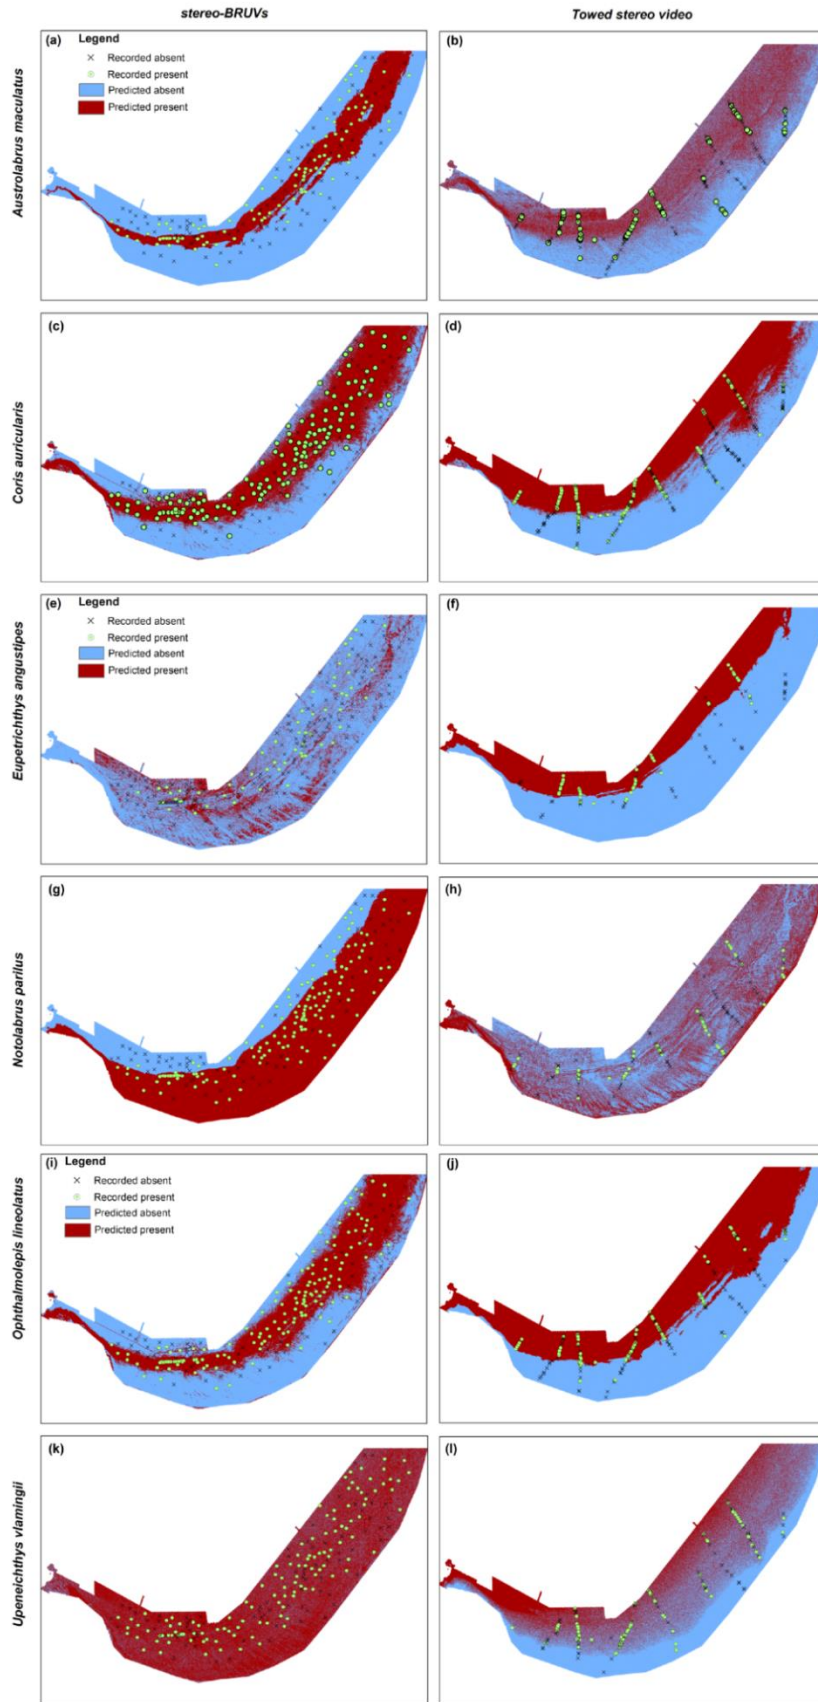 stereo-BRUVs
Towed stereo video
Austrolabrus maculatus
(a)
Legend
Recorded absent
Recorded present
Predicted absent
Predicted present
(b)
Coris auricularis
(c)
(d)
Eupetrichthys angustipes
(e)
Legend
Recorded absent
Recorded present
Predicted absent
Predicted present
(f)
Notolabrus parilus
(g)
(h)
Ophthalmolepis lineolatus
(i)
Legend
Recorded absent
Recorded present
Predicted absent
Predicted present
(j)
Upeneichthys vlamingii
(k)
(l)